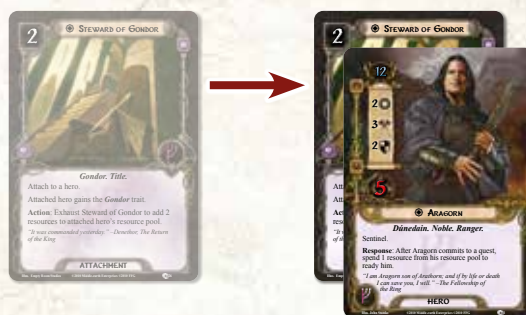 2
STEWARD OF GONDOR
Gondor. Title.
Attach to a hero.
Attached hero gains the Gondor trait.
Action: Exhaust Steward of Gondor to add 2
resources to attached hero's resource pool.
"It was commanded yesterday." –Denethor, The Return
of the King
ATTACHMENT
2
STEWARD OF GONDOR
12
2
3
2
5
ARAGORN
Dúnedain. Noble. Ranger.
Sentinel.
Response: After Aragorn commits to a quest,
spend 1 resource from his resource pool to
ready him.
"I am Aragorn son of Arathorn; and if by life or death
I can save you, I will." –The Fellowship of
the Ring
HERO